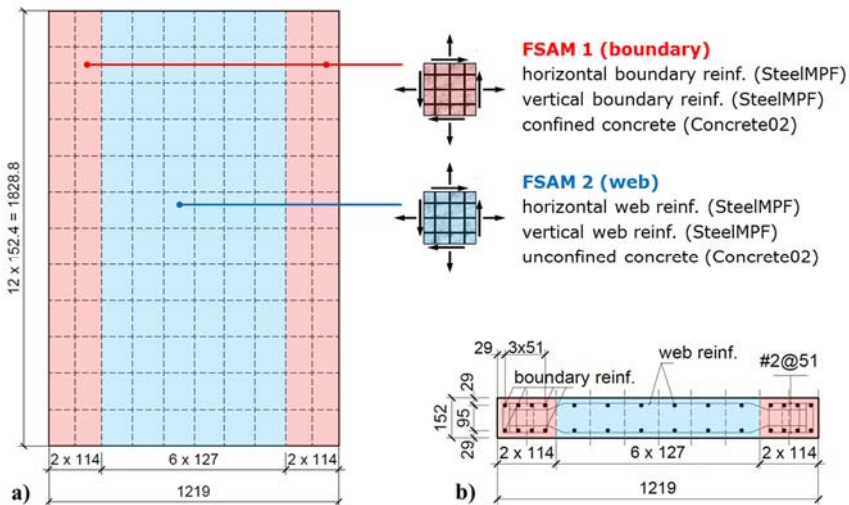 12 x 152.4 = 1828.8
2 x 114
6 x 127
2 x 114
a)
1219
FSAM 1 (boundary)
horizontal boundary reinf. (SteelMPF)
vertical boundary reinf. (SteelMPF)
confined concrete (Concrete02)
FSAM 2 (web)
horizontal web reinf. (SteelMPF)
vertical web reinf. (SteelMPF)
unconfined concrete (Concrete02)
29
3x51
web reinf.
#2@51
boundary reinf.
29
152
95
29
2 x 114
6 x 127
2 x 114
b)
1219